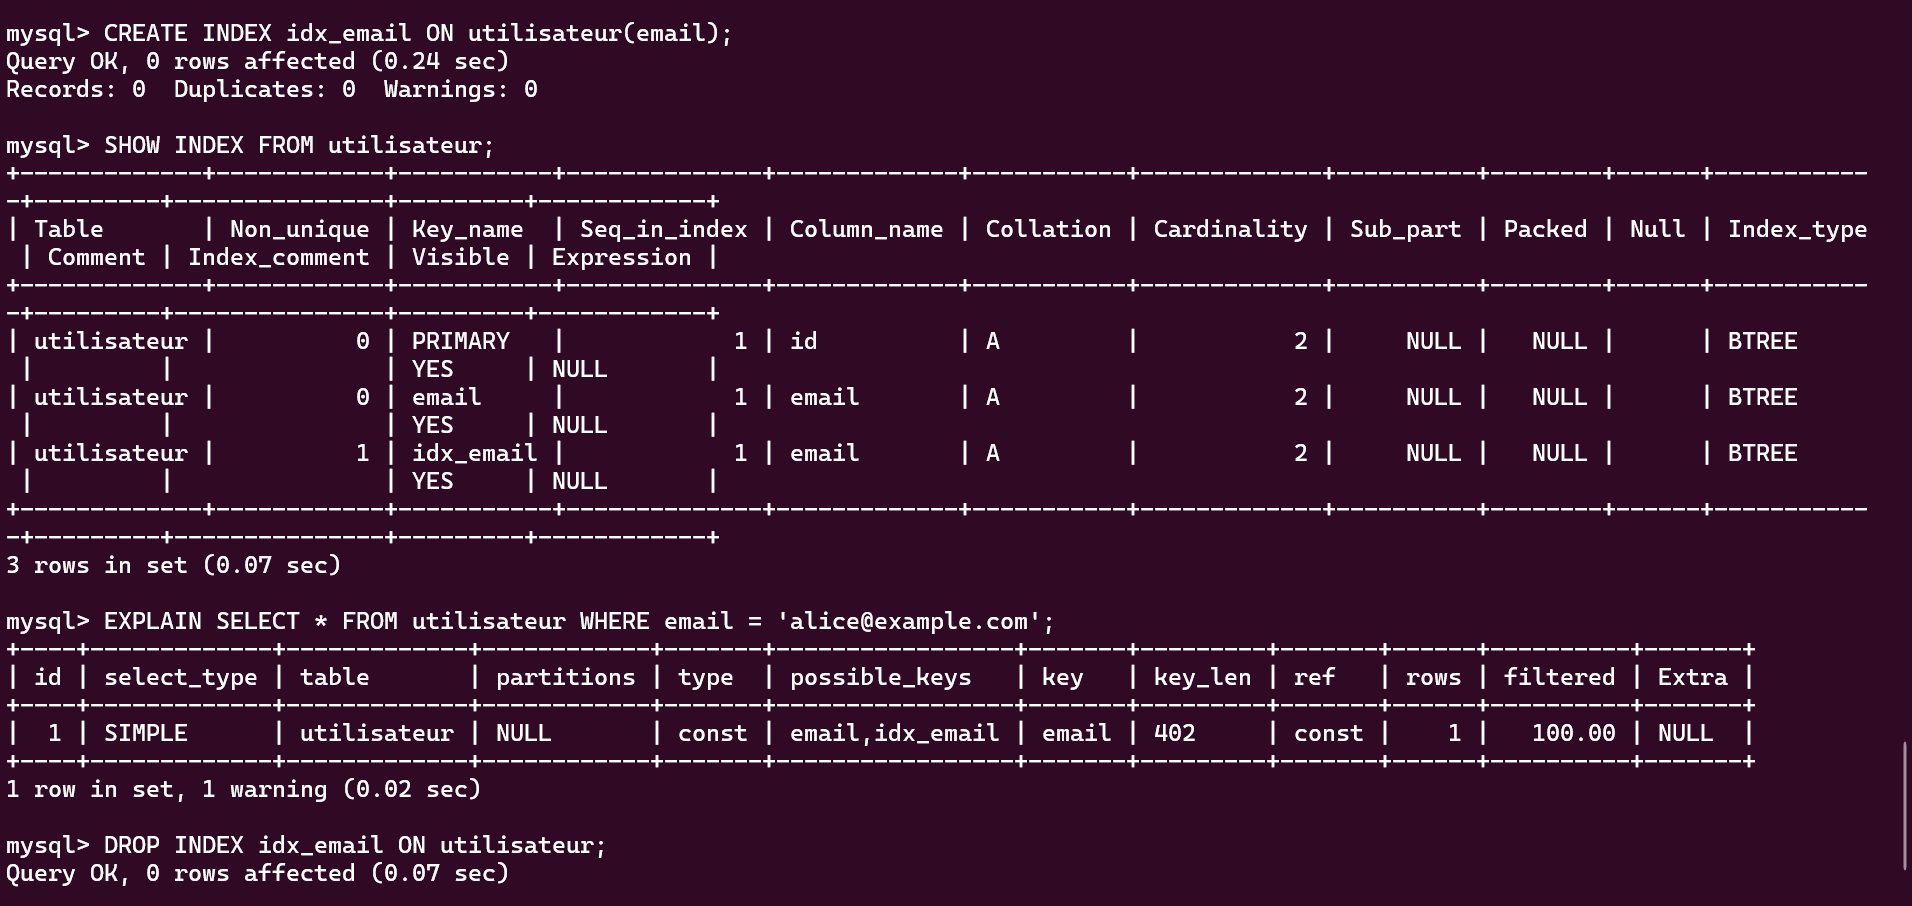 mysql> CREATE INDEX idx_email ON utilisateur(email);
Query OK, 0 rows affected (0.24 sec)
Records: 0  Duplicates: 0  Warnings: 0

mysql> SHOW INDEX FROM utilisateur;
+-------------+------------+-----------+--------------+-------------+-----------+-------------+----------+--------+------+-----------
-+---------+---------------+---------+------------+
| Table       | Non_unique | Key_name  | Seq_in_index | Column_name | Collation | Cardinality | Sub_part | Packed | Null | Index_type
 | Comment | Index_comment | Visible | Expression |
+-------------+------------+-----------+--------------+-------------+-----------+-------------+----------+--------+------+-----------
-+---------+---------------+---------+------------+
| utilisateur |          0 | PRIMARY   |            1 | id          | A         |           2 |     NULL |   NULL |      | BTREE
 |         |               | YES     | NULL       |
| utilisateur |          0 | email     |            1 | email       | A         |           2 |     NULL |   NULL |      | BTREE
 |         |               | YES     | NULL       |
| utilisateur |          1 | idx_email |            1 | email       | A         |           2 |     NULL |   NULL |      | BTREE
 |         |               | YES     | NULL       |
+-------------+------------+-----------+--------------+-------------+-----------+-------------+----------+--------+------+-----------
-+---------+---------------+---------+------------+
3 rows in set (0.07 sec)

mysql> EXPLAIN SELECT * FROM utilisateur WHERE email = 'alice@example.com';
+----+-------------+-------------+------------+-------+-----------------+-------+---------+-------+------+----------+-------+
| id | select_type | table       | partitions | type  | possible_keys   | key   | key_len | ref   | rows | filtered | Extra |
+----+-------------+-------------+------------+-------+-----------------+-------+---------+-------+------+----------+-------+
|  1 | SIMPLE      | utilisateur | NULL       | const | email,idx_email | email | 402     | const |    1 |   100.00 | NULL  |
+----+-------------+-------------+------------+-------+-----------------+-------+---------+-------+------+----------+-------+
1 row in set, 1 warning (0.02 sec)

mysql> DROP INDEX idx_email ON utilisateur;
Query OK, 0 rows affected (0.07 sec)